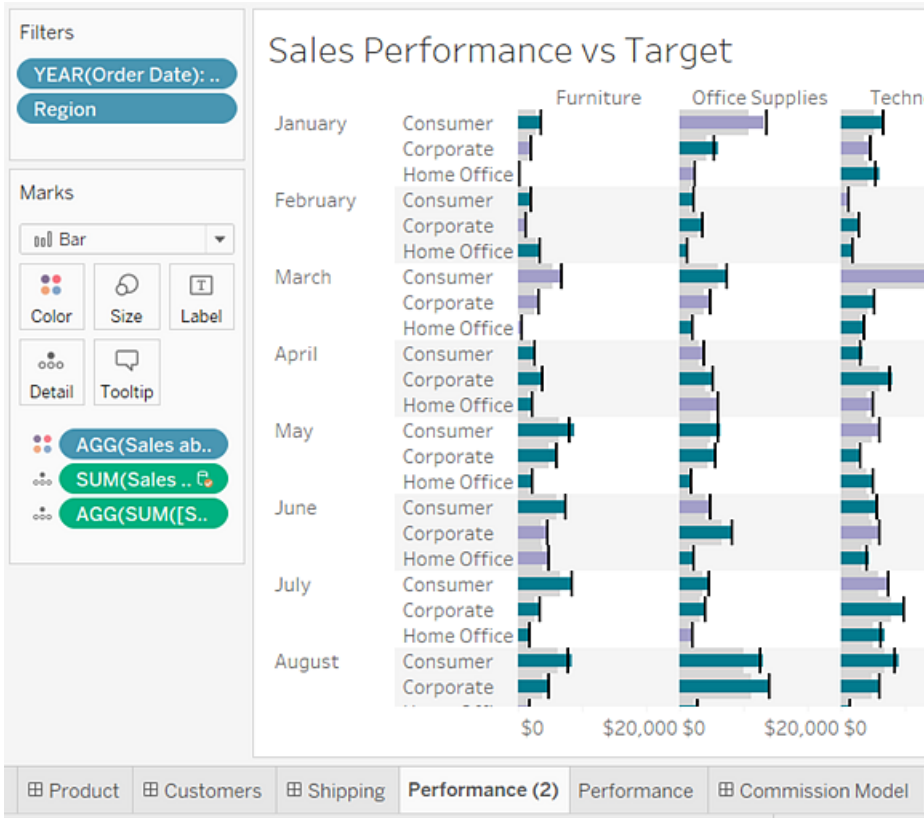 Filters
YEAR(Order Date): ..
Region
Marks
Bar
Color
Size
T
Label
Detail
Tooltip
AGG(Sales ab..
SUM(Sales ..
AGG(SUM([S..
Sales Performance vs Target
Furniture Office Supplies Techn
January Consumer
Corporate
Home Office
February Consumer
Corporate
Home Office
March Consumer
Corporate
Home Office
April Consumer
Corporate
Home Office
May Consumer
Corporate
Home Office
June Consumer
Corporate
Home Office
July Consumer
Corporate
Home Office
August Consumer
Corporate
$0 $20,000 $0 $20,000 $0
Product Customers Shipping Performance (2) Performance Commission Model